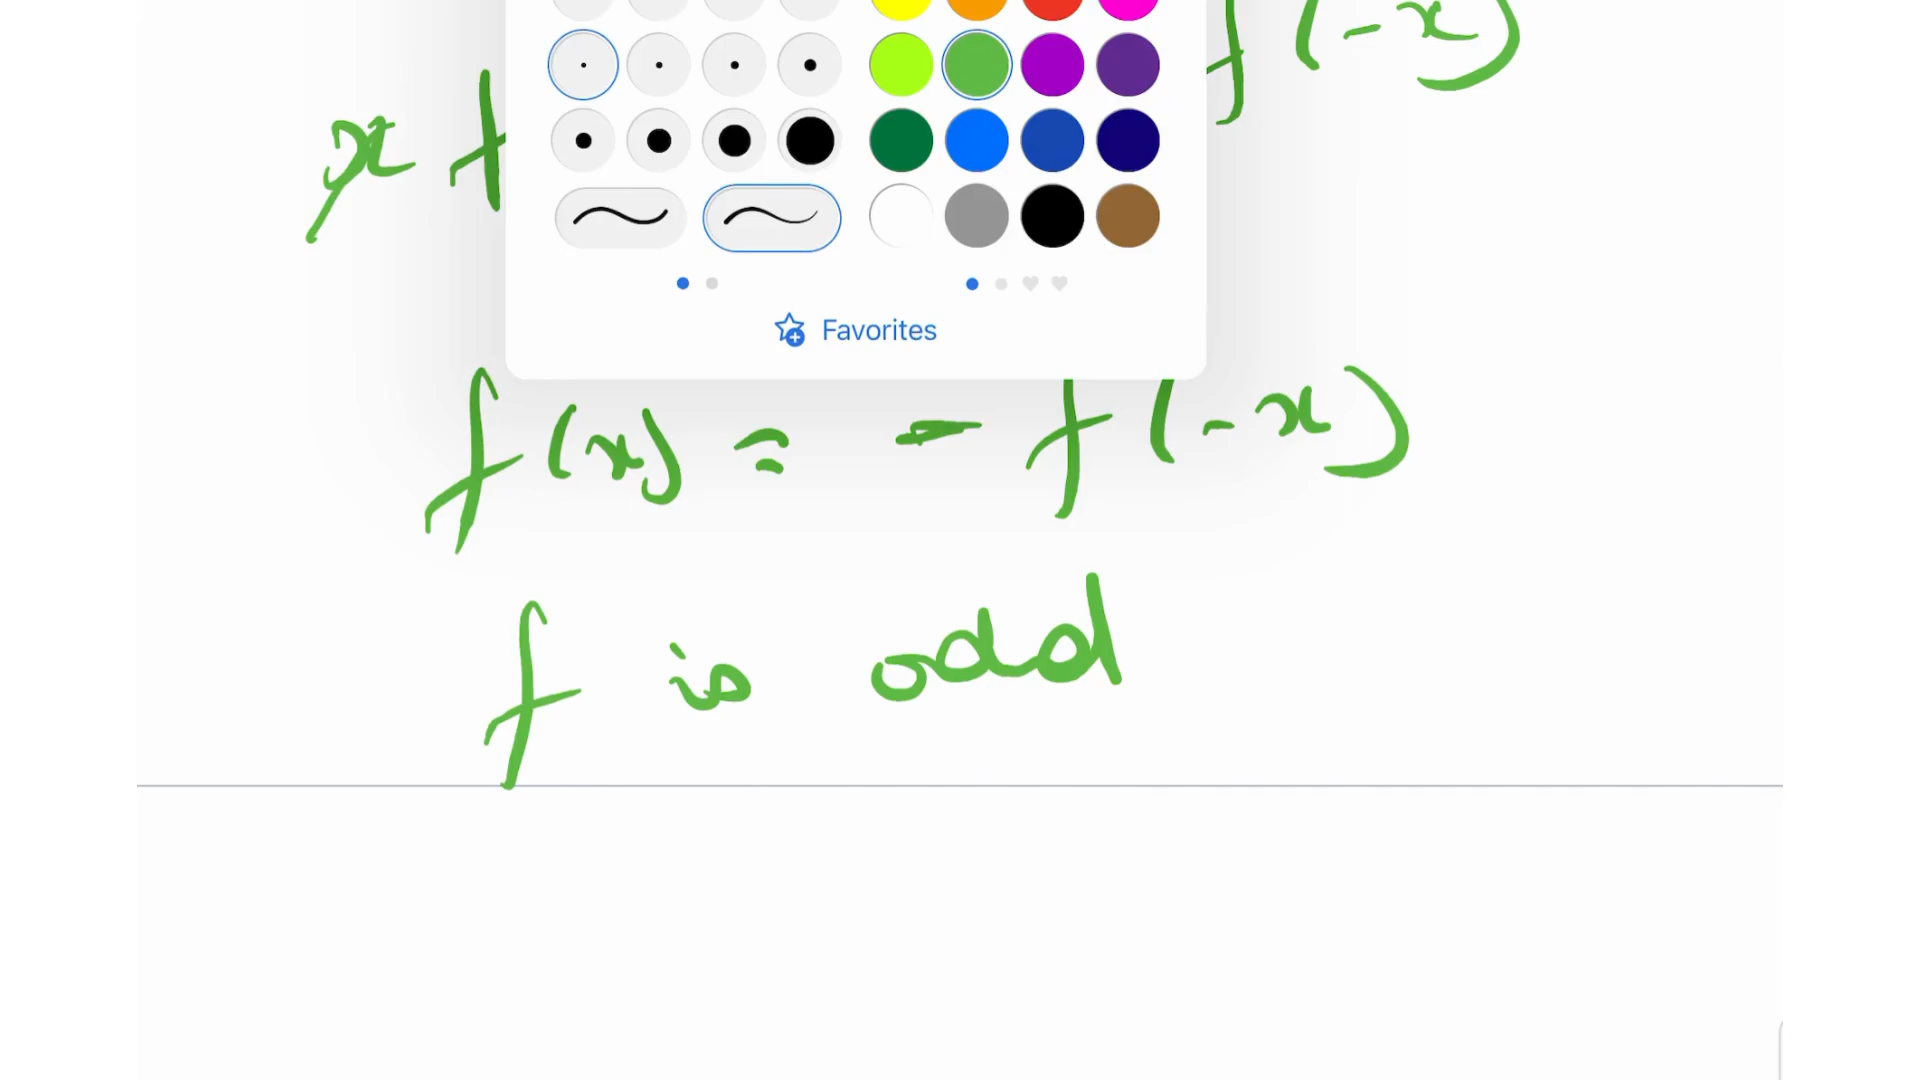 f(-x)
x f
Favorites
f(x) = - f(-x)
f is odd